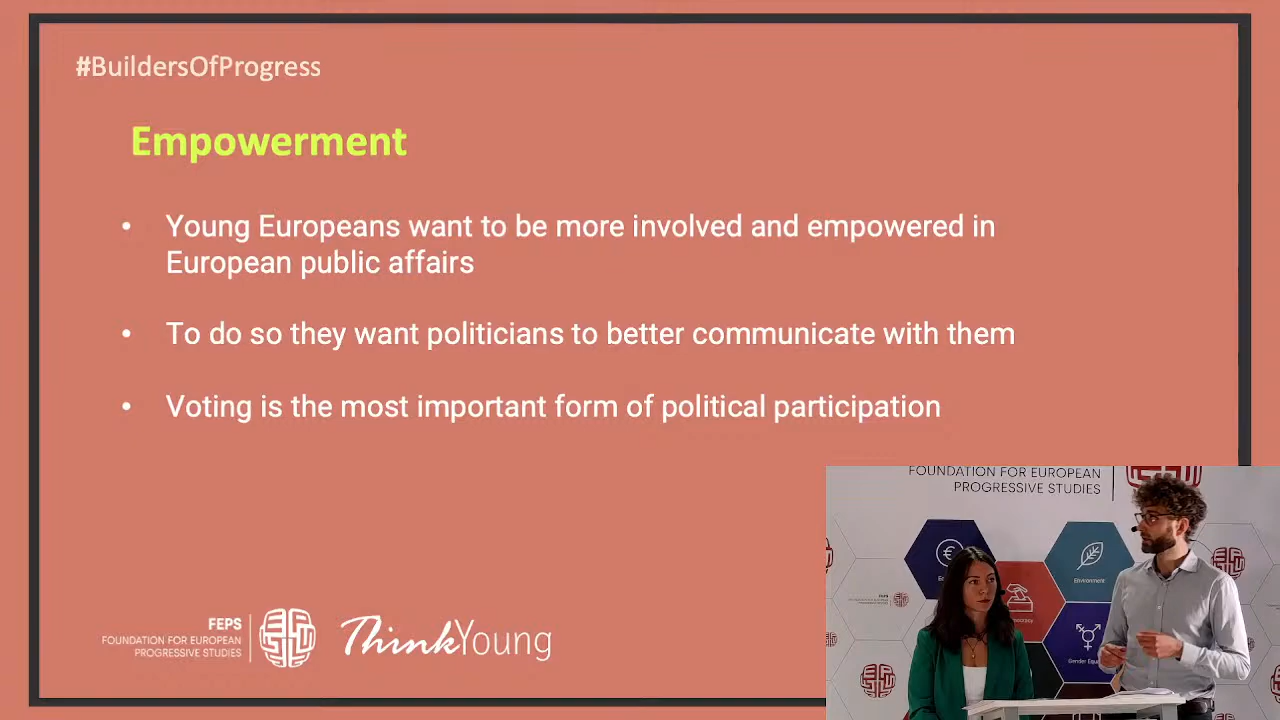 #BuildersOfProgress
Empowerment
• Young Europeans want to be more involved and empowered in
European public affairs
• To do so they want politicians to better communicate with them
• Voting is the most important form of political participation
FEPS
FOUNDATION FOR EUROPEAN
PROGRESSIVE STUDIES
ThinkYoung
FOUNDATION FOR EUROPEAN
PROGRESSIVE STUDIES
Environment